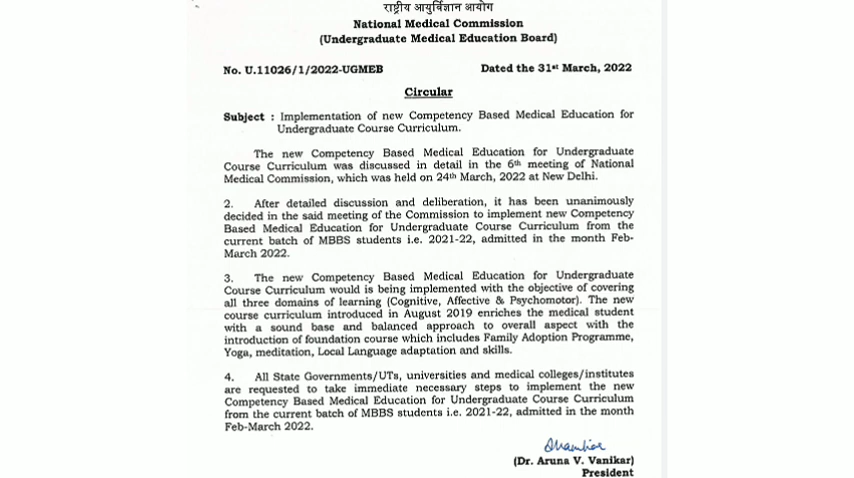 राष्ट्रीय आयुर्विज्ञान आयोग
National Medical Commission
(Undergraduate Medical Education Board)
No. U.11026/1/2022-UGMEB Dated the 31st March, 2022
Circular
Subject : Implementation of new Competency Based Medical Education for
Undergraduate Course Curriculum.
The new Competency Based Medical Education for Undergraduate
Course Curriculum was discussed in detail in the 6th meeting of National
Medical Commission, which was held on 24th March, 2022 at New Delhi.
2. After detailed discussion and deliberation, it has been unanimously
decided in the said meeting of the Commission to implement new Competency
Based Medical Education for Undergraduate Course Curriculum from the
current batch of MBBS students i.e. 2021-22, admitted in the month Feb-
March 2022.
3. The new Competency Based Medical Education for Undergraduate
Course Curriculum would is being implemented with the objective of covering
all three domains of learning (Cognitive, Affective & Psychomotor). The new
course curriculum introduced in August 2019 enriches the medical student
with a sound base and balanced approach to overall aspect with the
introduction of foundation course which includes Family Adoption Programme,
Yoga, meditation, Local Language adaptation and skills.
4. All State Governments/UTs, universities and medical colleges/institutes
are requested to take immediate necessary steps to implement the new
Competency Based Medical Education for Undergraduate Course Curriculum
from the current batch of MBBS students i.e. 2021-22, admitted in the month
Feb-March 2022.
(Dr. Aruna V. Vanikar)
President